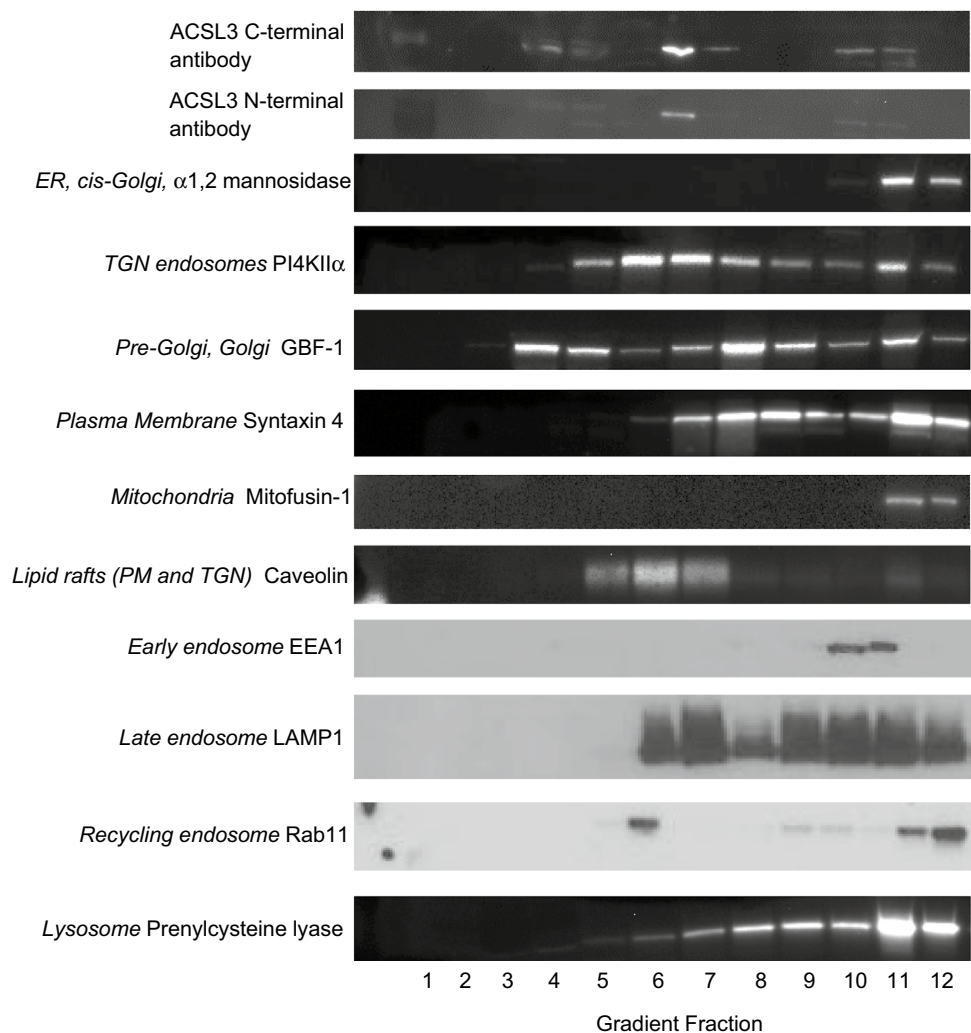 ACSL3 C-terminal
antibody
ACSL3 N-terminal
antibody
ER, cis-Golgi, α1,2 mannosidase
TGN endosomes PI4KIIα
Pre-Golgi, Golgi GBF-1
Plasma Membrane Syntaxin 4
Mitochondria Mitofusin-1
Lipid rafts (PM and TGN) Caveolin
Early endosome EEA1
Late endosome LAMP1
Recycling endosome Rab11
Lysosome Prenylcysteine lyase
1 2 3 4 5 6 7 8 9 10 11 12
Gradient Fraction